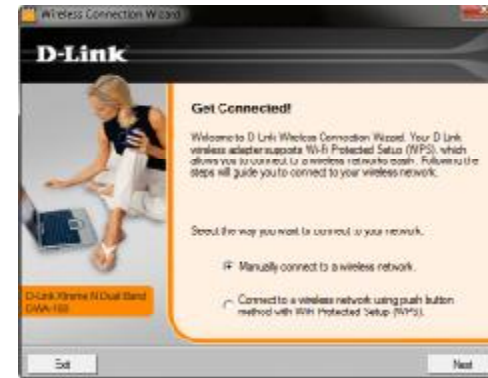 Wireless Connection Wizard
D-Link
Get Connected!
Welcome to D-Link Wireless Connection Wizard. Your D-Link
wireless adapter supports Wi-Fi Protected Setup (WPS), which
allows you to connect to a wireless networks easily. Following the
steps will guide you to connect to your wireless network.
Select the way you want to connect to your network.
Manually connect to a wireless network.
Connect to a wireless network using push button
method with WiFi Protected Setup (WPS).
D-Link Xtreme N Dual Band
DWA-160
Exit
Next